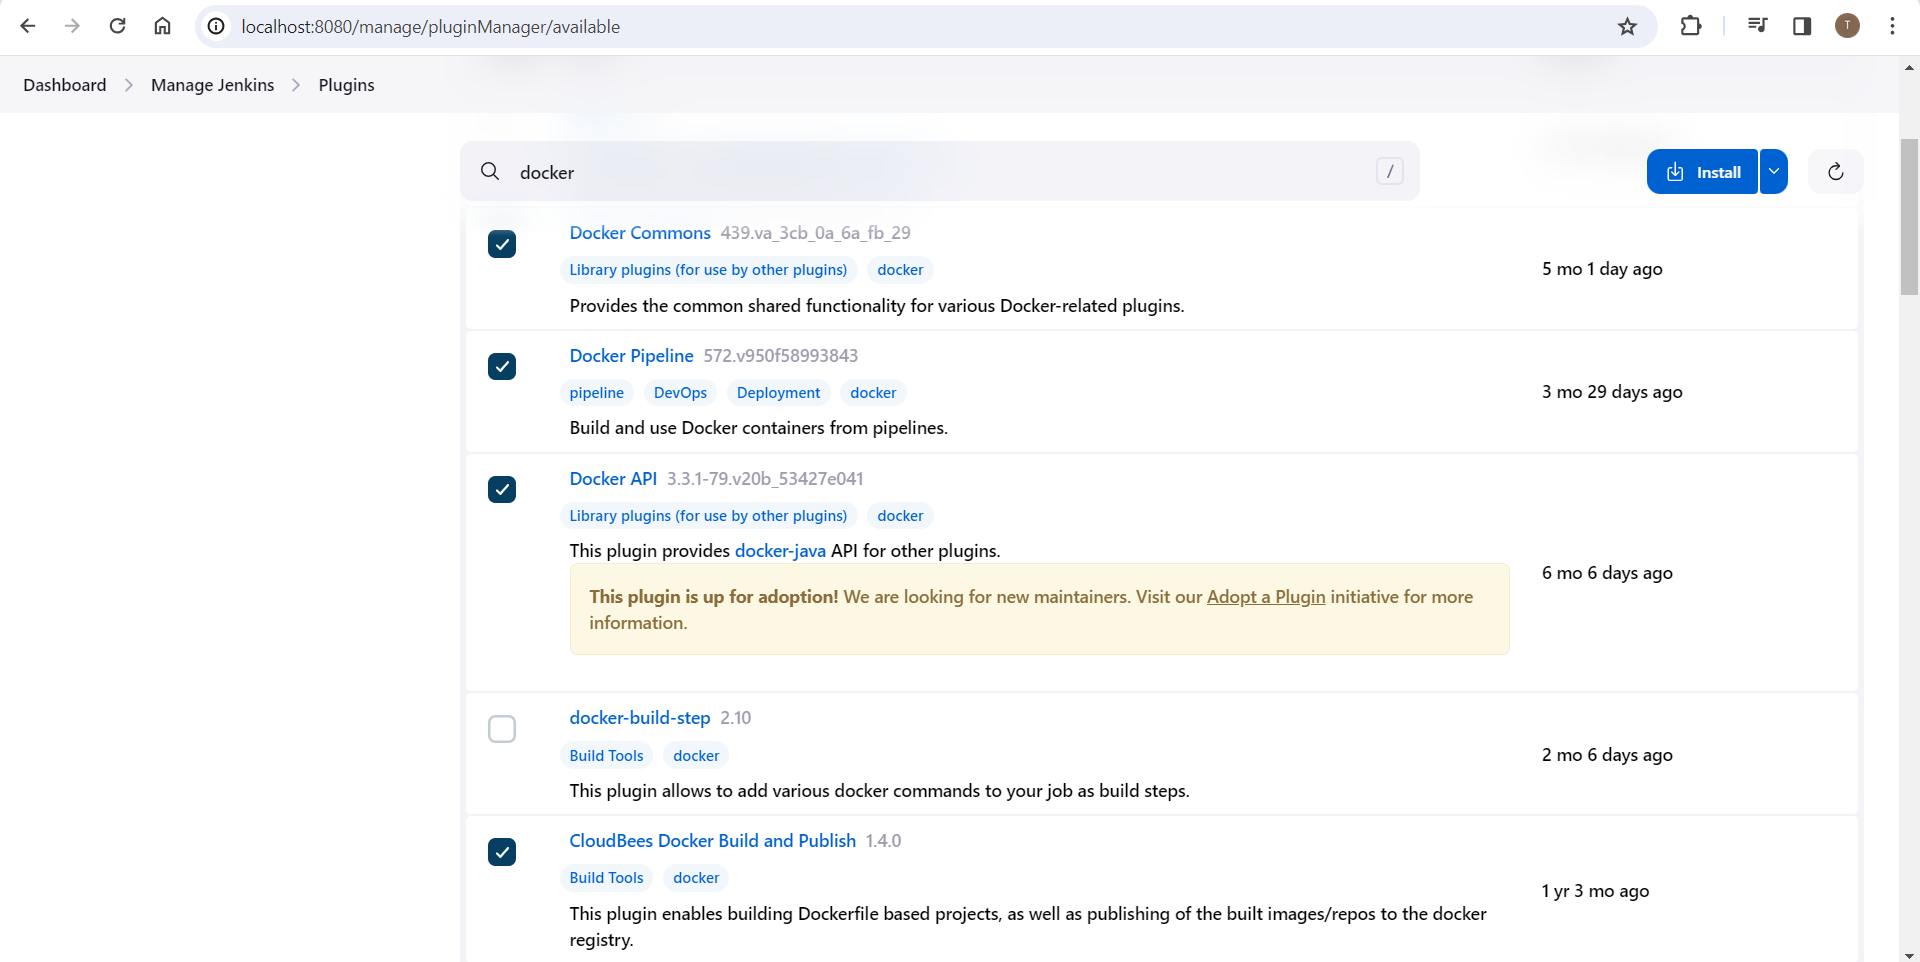 localhost:8080/manage/pluginManager/available
T
Dashboard > Manage Jenkins > Plugins
docker
/
Install
Docker Commons 439.va_3cb_0a_6a_fb_29
Library plugins (for use by other plugins) docker
5 mo 1 day ago
Provides the common shared functionality for various Docker-related plugins.
Docker Pipeline 572.v950f58993843
pipeline DevOps Deployment docker
3 mo 29 days ago
Build and use Docker containers from pipelines.
Docker API 3.3.1-79.v20b_53427e041
Library plugins (for use by other plugins) docker
This plugin provides docker-java API for other plugins.
6 mo 6 days ago
This plugin is up for adoption! We are looking for new maintainers. Visit our Adopt a Plugin initiative for more
information.
docker-build-step 2.10
Build Tools docker
2 mo 6 days ago
This plugin allows to add various docker commands to your job as build steps.
CloudBees Docker Build and Publish 1.4.0
Build Tools docker
1 yr 3 mo ago
This plugin enables building Dockerfile based projects, as well as publishing of the built images/repos to the docker
registry.